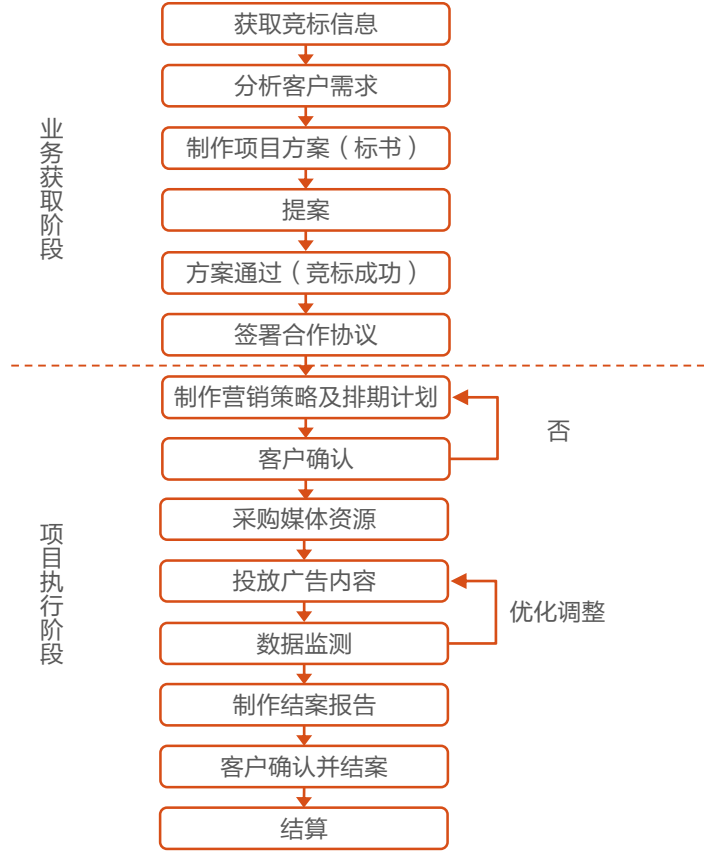 业务获取阶段
获取竞标信息
分析客户需求
制作项目方案（标书）
提案
方案通过（竞标成功）
签署合作协议
项目执行阶段
制作营销策略及排期计划
否
客户确认
采购媒体资源
投放广告内容
优化调整
数据监测
制作结案报告
客户确认并结案
结算